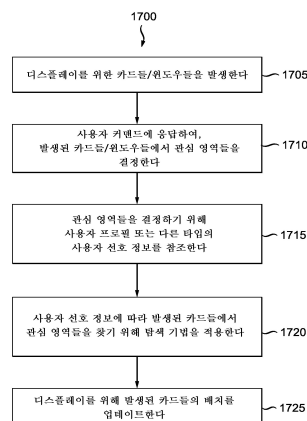 1700
디스플레이를 위한 카드들/윈도우들을 발생한다
1705
사용자 커맨드에 응답하여,
발생된 카드들/윈도우들에서 관심 영역들을
결정한다
1710
관심 영역들을 결정하기 위해
사용자 프로필 또는 다른 타입의
사용자 선호 정보를 참조한다
1715
사용자 선호 정보에 따라 발생된 카드들에서
관심 영역들을 찾기 위해 탐색 기법을 적용한다
1720
디스플레이를 위해 발생된 카드들의 배치를
업데이트한다
1725